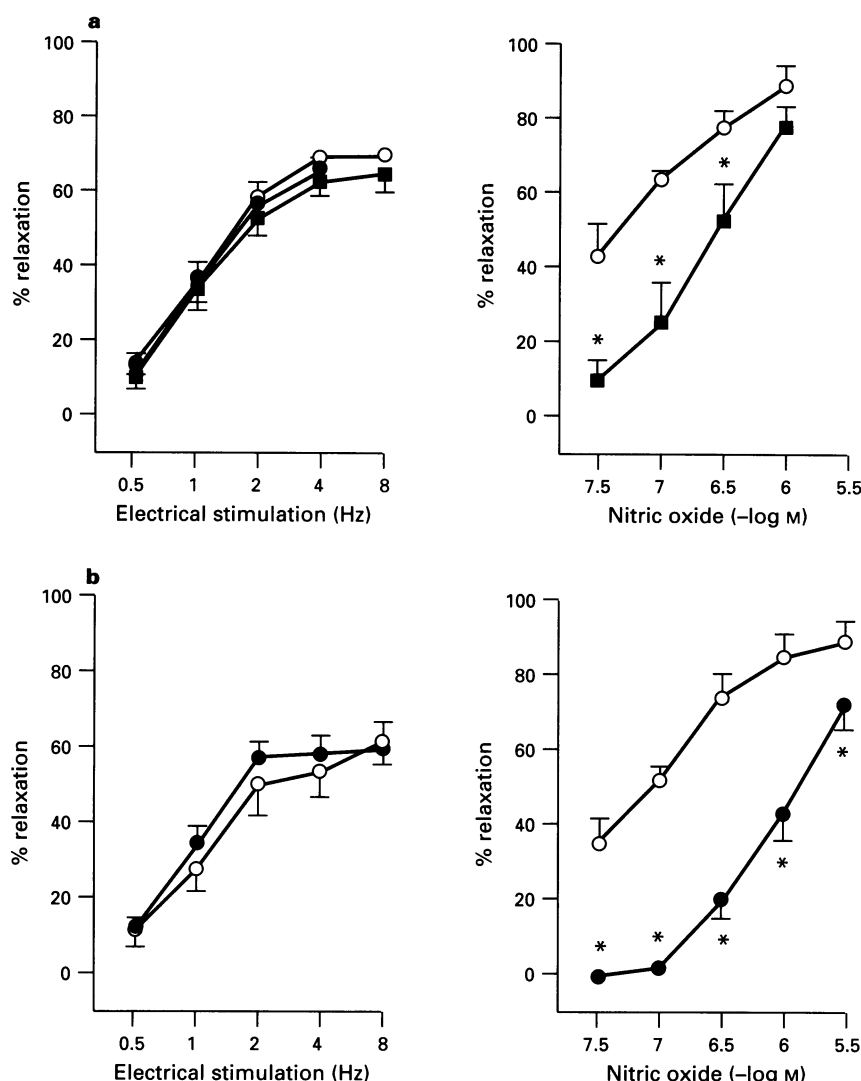 a
100
80
60
40
20
0
% relaxation
0.5 1 2 4 8
Electrical stimulation (Hz)
100
80
60
40
20
0
% relaxation
* * *
7.5 7 6.5 6 5.5
Nitric oxide (–log M)
b
100
80
60
40
20
0
% relaxation
0.5 1 2 4 8
Electrical stimulation (Hz)
100
80
60
40
20
0
% relaxation
* * * * *
7.5 7 6.5 6 5.5
Nitric oxide (–log M)